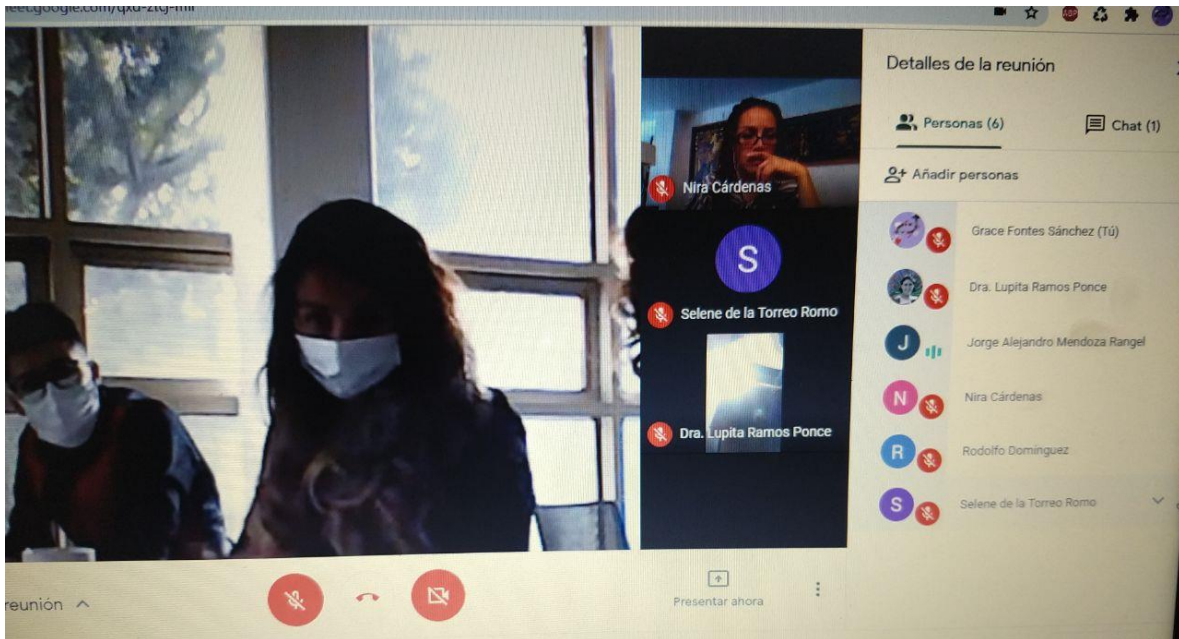 Detalles de la reunión
Personas (6)
Chat (1)
Añadir personas
Nira Cárdenas
S
Selene de la Torreo Romo
Dra. Lupita Ramos Ponce
Grace Fontes Sánchez (Tú)
Dra. Lupita Ramos Ponce
J
Jorge Alejandro Mendoza Rangel
N
Nira Cárdenas
R
Rodolfo Domínguez
S
Selene de la Torreo Romo
reunión
Presentar ahora
ABP